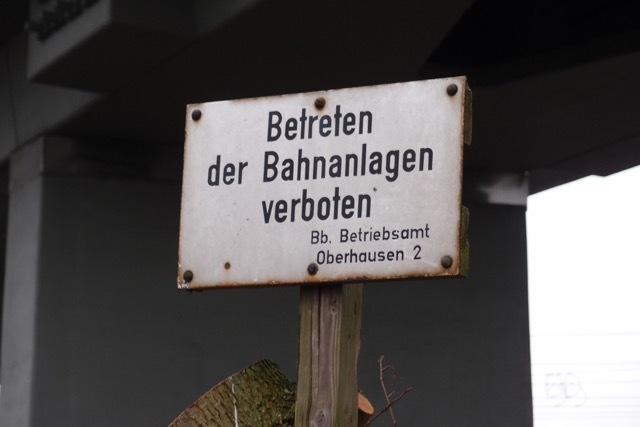 Betreten
der Bahnanlagen
verboten
Bb. Betriebsamt
Oberhausen 2